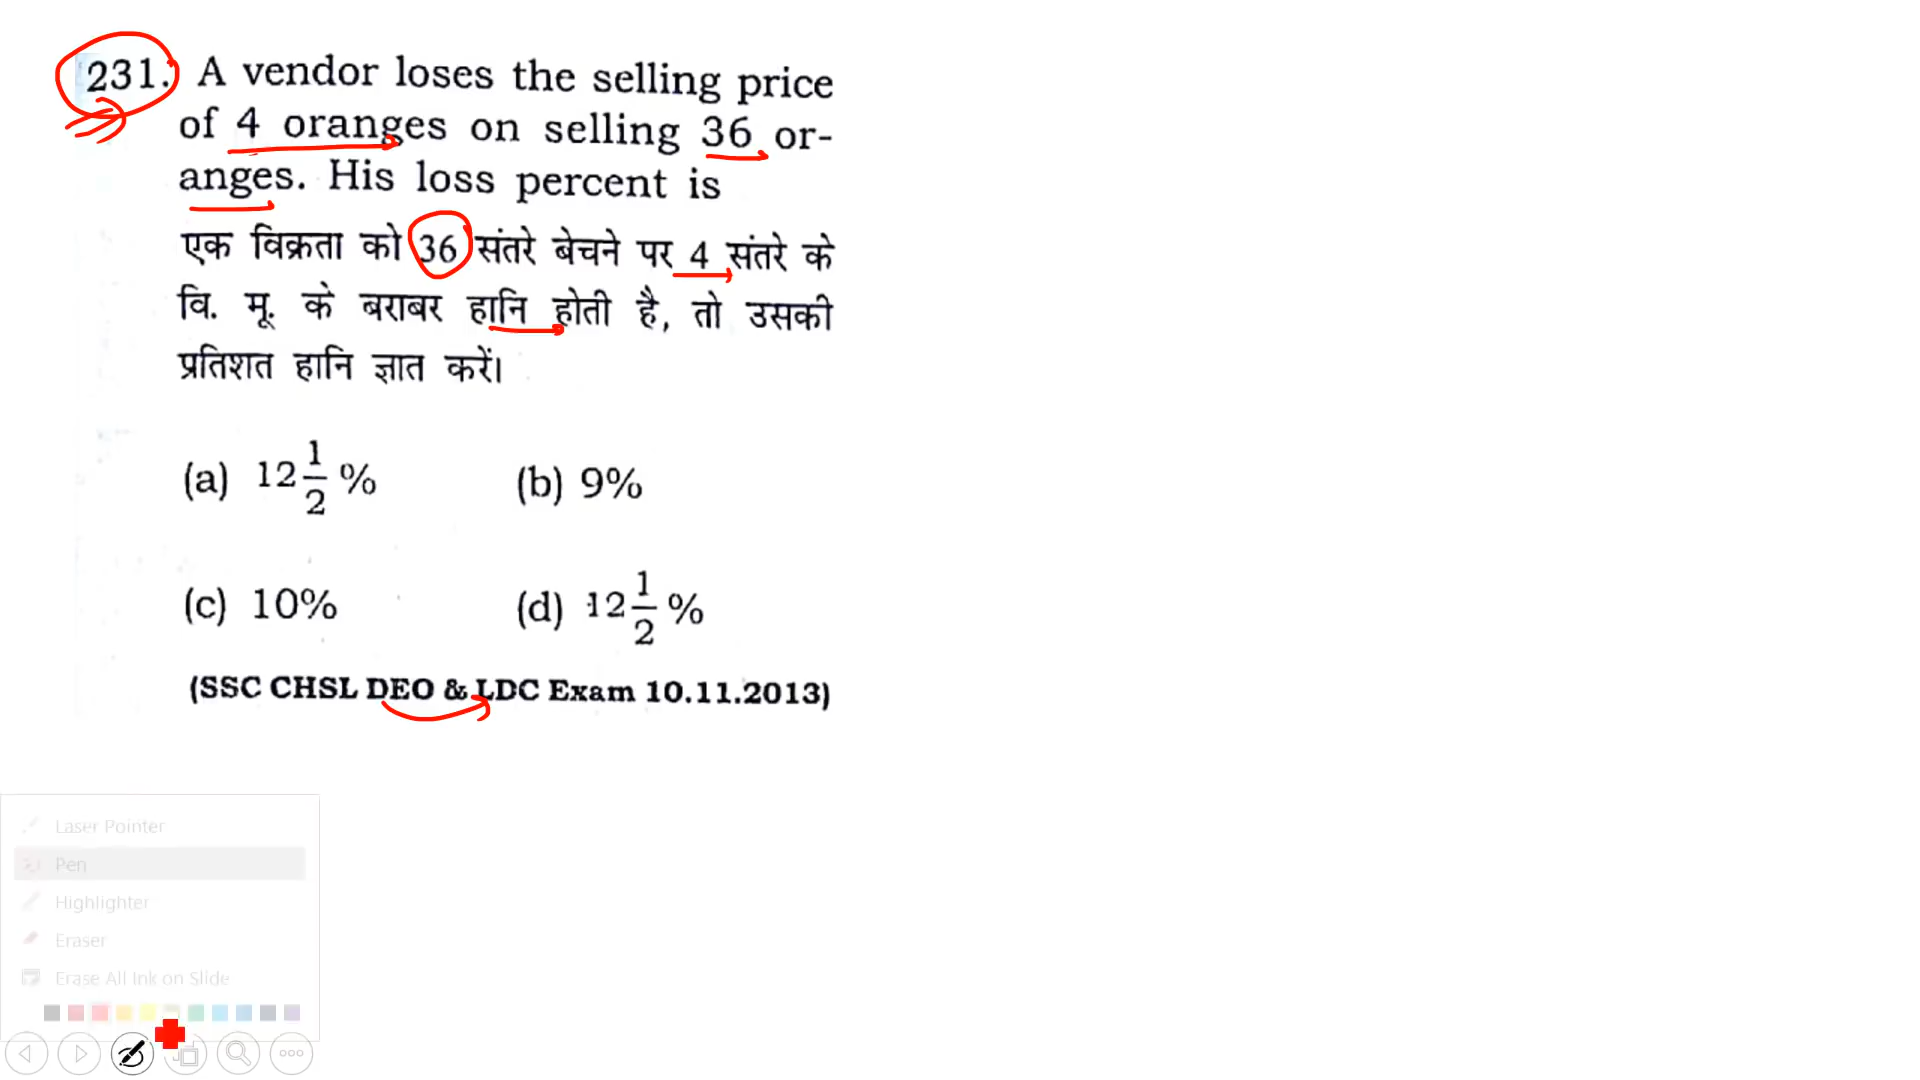 231. A vendor loses the selling price
of 4 oranges on selling 36 or-
anges. His loss percent is
एक विक्रता को 36 संतरे बेचने पर 4 संतरे के
वि. मू. के बराबर हानि होती है, तो उसकी
प्रतिशत हानि ज्ञात करें।
(a) 12 1/2 % (b) 9%
(c) 10% (d) 12 1/2 %
(SSC CHSL DEO & LDC Exam 10.11.2013)
Laser Pointer
Pen
Highlighter
Eraser
Erase All Ink on Slide